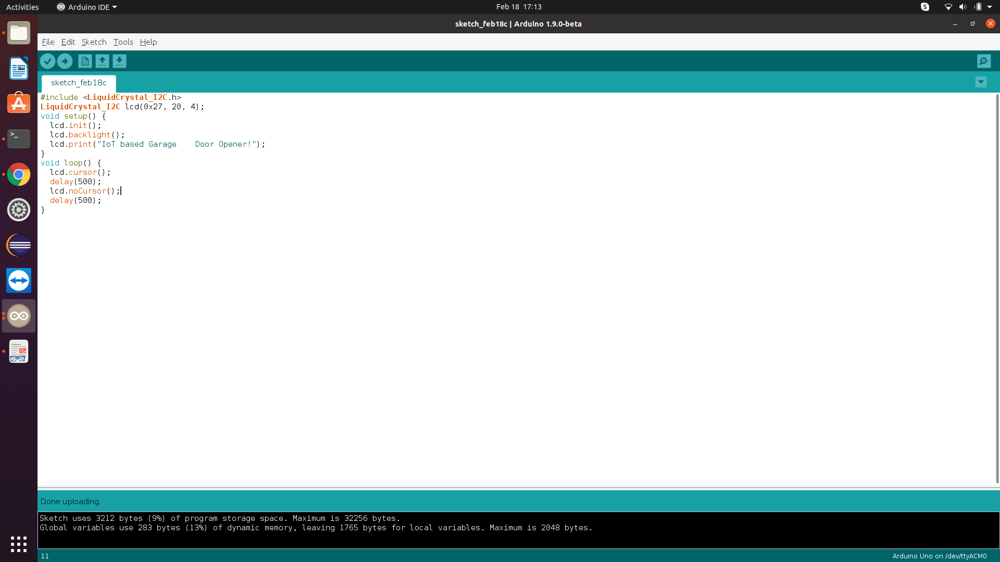 Activities Arduino IDE Feb 18 17:13
sketch_feb18c | Arduino 1.9.0-beta
File Edit Sketch Tools Help
sketch_feb18c
#include <LiquidCrystal_I2C.h>
LiquidCrystal_I2C lcd(0x27, 20, 4);
void setup() {
  lcd.init();
  lcd.backlight();
  lcd.print("IoT based Garage    Door Opener!");
}
void loop() {
  lcd.cursor();
  delay(500);
  lcd.noCursor();
  delay(500);
}
Done uploading.
Sketch uses 3212 bytes (9%) of program storage space. Maximum is 32256 bytes.
Global variables use 283 bytes (13%) of dynamic memory, leaving 1765 bytes for local variables. Maximum is 2048 bytes.
11 Arduino Uno on /dev/ttyACM0